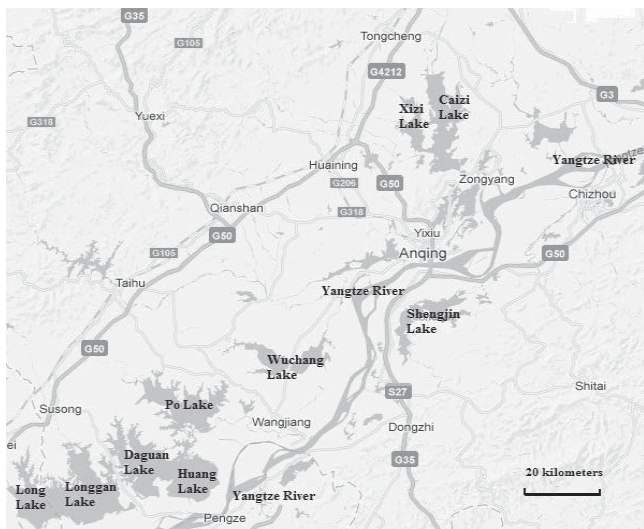 G35
G105
Tongcheng
G4212
G3
Yuexi
G318
Xizi
Lake
Caizi
Lake
Yangtze River
Huaining
G206
G50
Zongyang
Chizhou
Qianshan
G318
Yixiu
G50
G105
Anqing
G50
Taihu
Yangtze River
Shengjin
Lake
G50
Wuchang
Lake
Shitai
S27
Po Lake
Susong
Wangjiang
Dongzhi
ei
Daguan
Lake
Huang
Lake
G35
20 kilometers
Long
Lake
Longgan
Lake
Yangtze River
Pengze